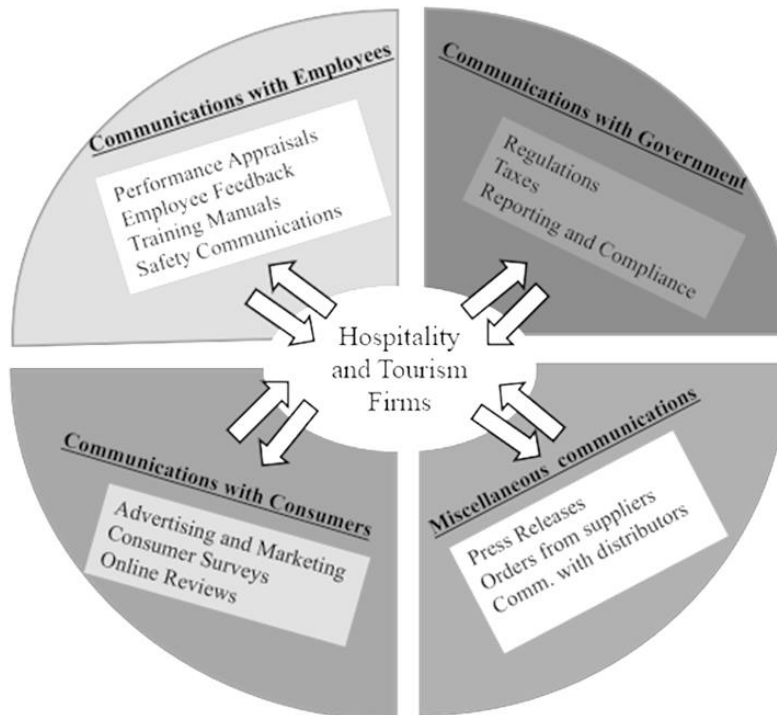 Communications with Employees
Performance Appraisals
Employee Feedback
Training Manuals
Safety Communications
Communications with Government
Regulations
Taxes
Reporting and Compliance
Hospitality
and Tourism
Firms
Communications with Consumers
Advertising and Marketing
Consumer Surveys
Online Reviews
Miscellaneous communications
Press Releases
Orders from suppliers
Comm. with distributors